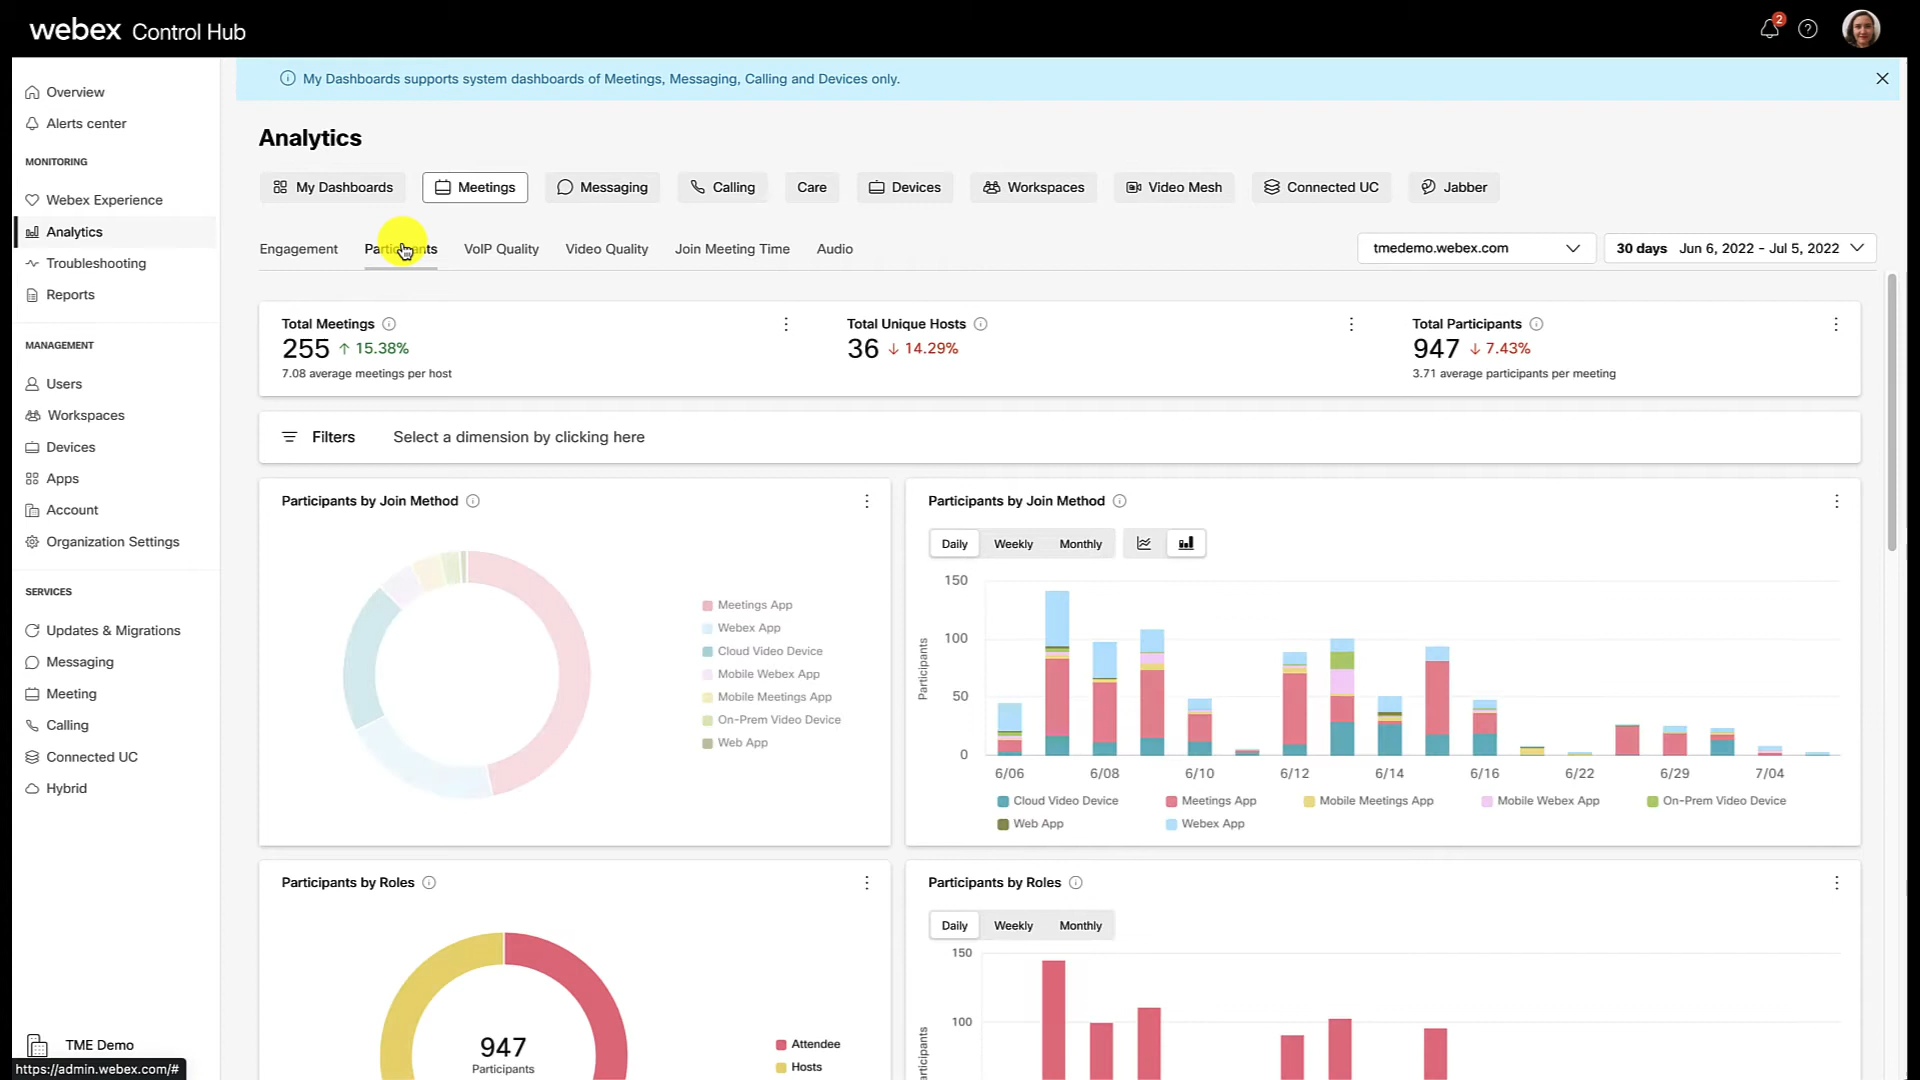 webex Control Hub
2
Overview
Alerts center
MONITORING
Webex Experience
Analytics
Troubleshooting
Reports
MANAGEMENT
Users
Workspaces
Devices
Apps
Account
Organization Settings
SERVICES
Updates & Migrations
Messaging
Meeting
Calling
Connected UC
Hybrid
TME Demo
https://admin.webex.com/#
My Dashboards supports system dashboards of Meetings, Messaging, Calling and Devices only.
Analytics
My Dashboards Meetings Messaging Calling Care Devices Workspaces Video Mesh Connected UC Jabber
Engagement Participants VoIP Quality Video Quality Join Meeting Time Audio
tmedemo.webex.com
30 days Jun 6, 2022 - Jul 5, 2022
Total Meetings
255 ↑ 15.38%
7.08 average meetings per host
Total Unique Hosts
36 ↓ 14.29%
Total Participants
947 ↓ 7.43%
3.71 average participants per meeting
Filters Select a dimension by clicking here
Participants by Join Method
Meetings App
Webex App
Cloud Video Device
Mobile Webex App
Mobile Meetings App
On-Prem Video Device
Web App
Participants by Join Method
Daily Weekly Monthly
150
100
50
0
Participants
6/06 6/08 6/10 6/12 6/14 6/16 6/22 6/29 7/04
Cloud Video Device Meetings App Mobile Meetings App Mobile Webex App On-Prem Video Device
Web App Webex App
Participants by Roles
947
Participants
Attendee
Hosts
Participants by Roles
Daily Weekly Monthly
150
100